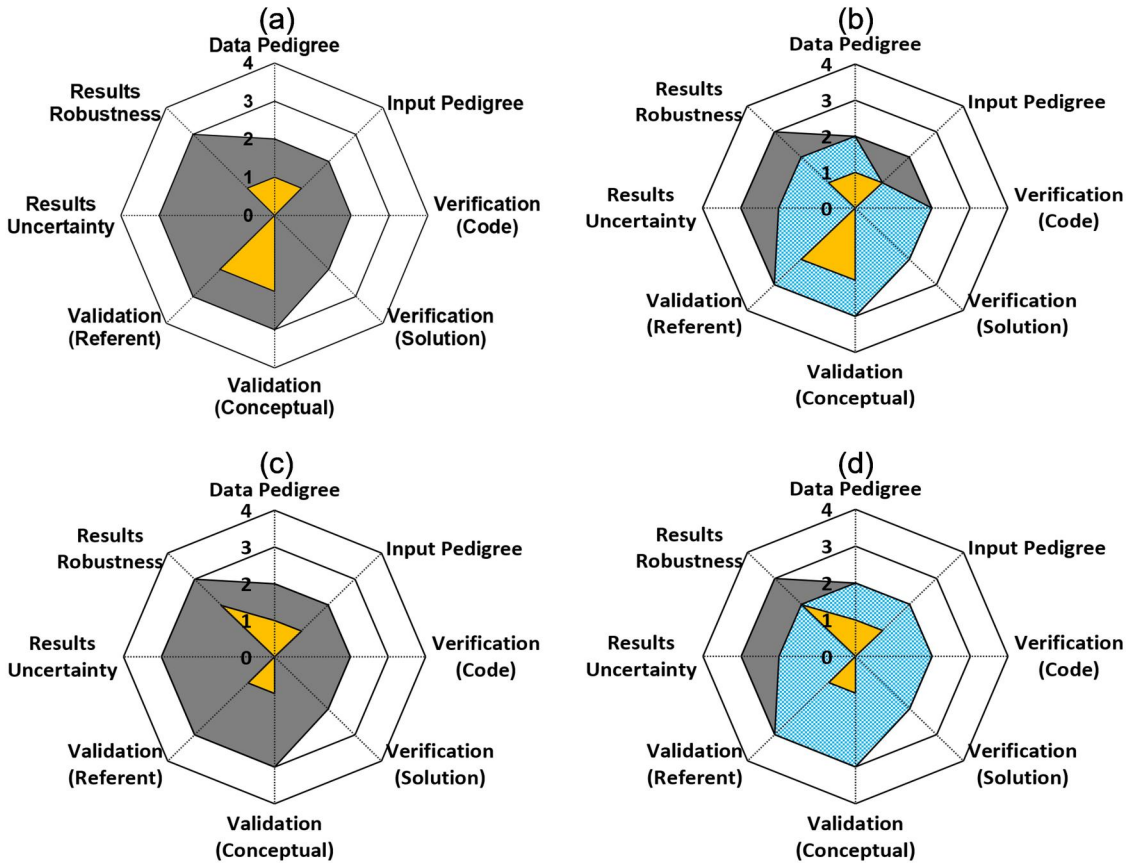 (a)
Data Pedigree
4
3
2
1
0
Input Pedigree
Verification
(Code)
Verification
(Solution)
Validation
(Conceptual)
Validation
(Referent)
Results
Uncertainty
Results
Robustness
(b)
Data Pedigree
4
3
2
1
0
Input Pedigree
Verification
(Code)
Verification
(Solution)
Validation
(Conceptual)
Validation
(Referent)
Results
Uncertainty
Results
Robustness
(c)
Data Pedigree
4
3
2
1
0
Input Pedigree
Verification
(Code)
Verification
(Solution)
Validation
(Conceptual)
Validation
(Referent)
Results
Uncertainty
Results
Robustness
(d)
Data Pedigree
4
3
2
1
0
Input Pedigree
Verification
(Code)
Verification
(Solution)
Validation
(Conceptual)
Validation
(Referent)
Results
Uncertainty
Results
Robustness